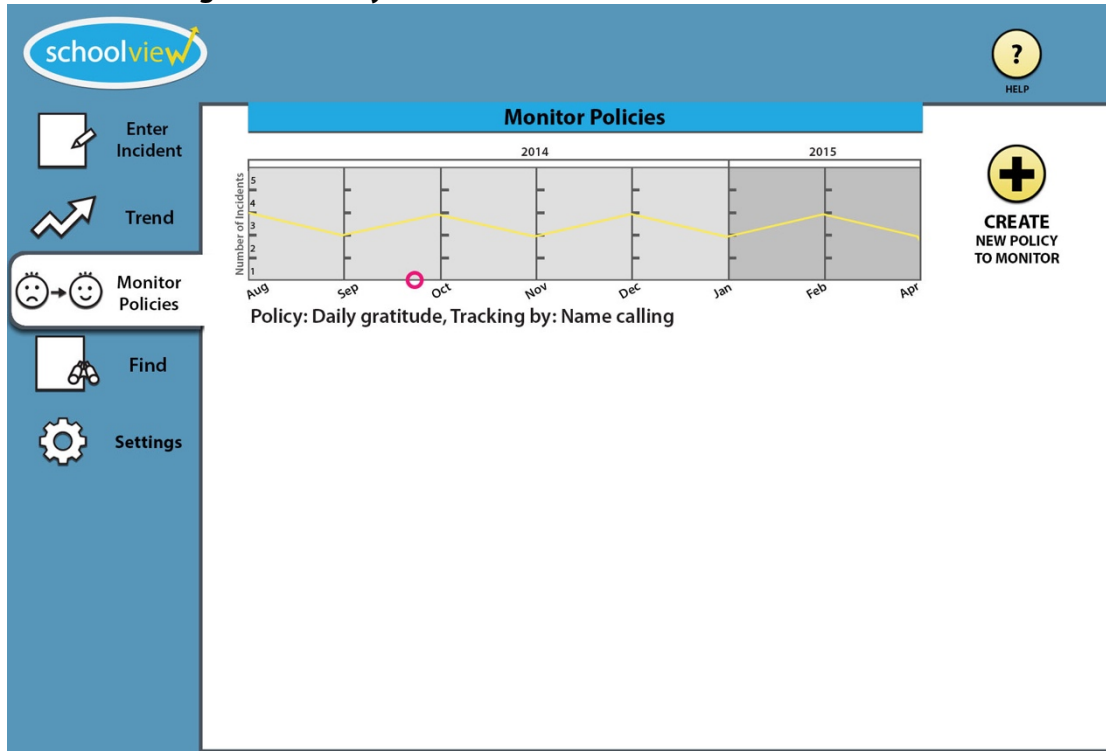 schoolview
?
HELP
Enter
Incident
Trend
Monitor
Policies
Find
Settings
Monitor Policies
2014 2015
Number of Incidents
5
4
3
2
1
Aug Sep Oct Nov Dec Jan Feb Apr
Policy: Daily gratitude, Tracking by: Name calling
CREATE
NEW POLICY
TO MONITOR